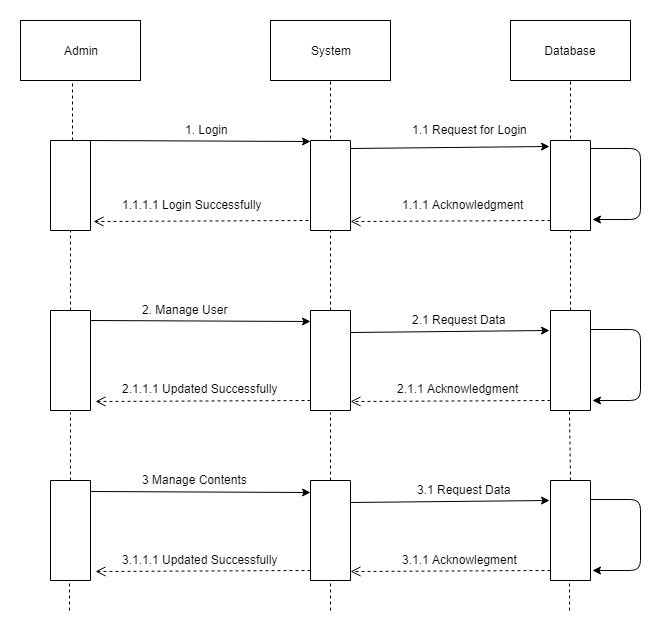 Admin
System
Database
1. Login
1.1 Request for Login
1.1.1.1 Login Successfully
1.1.1 Acknowledgment
2. Manage User
2.1 Request Data
2.1.1.1 Updated Successfully
2.1.1 Acknowledgment
3 Manage Contents
3.1 Request Data
3.1.1.1 Updated Successfully
3.1.1 Acknowlegment